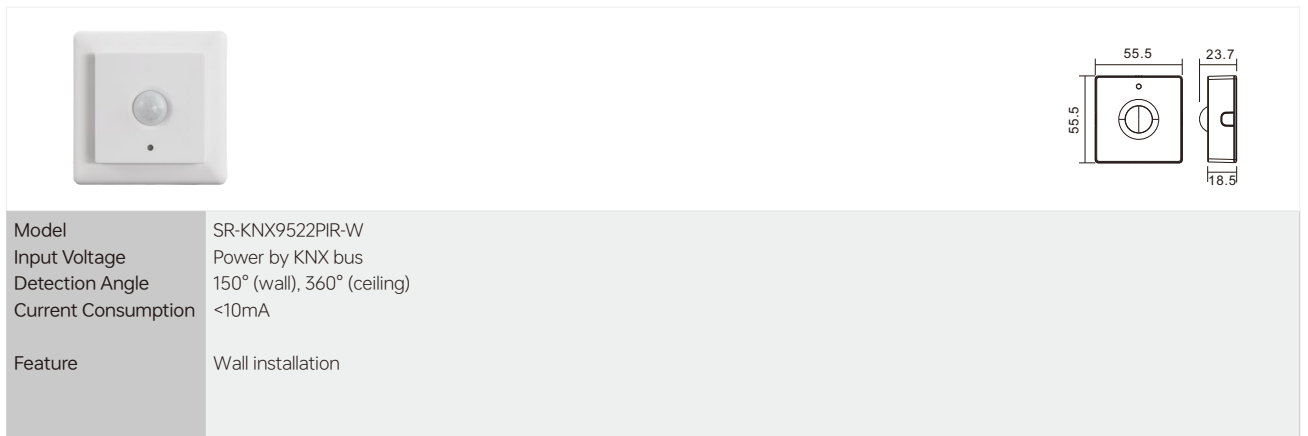 55.5
23.7
55.5
18.5
Model SR-KNX9522PIR-W
Input Voltage Power by KNX bus
Detection Angle 150° (wall), 360° (ceiling)
Current Consumption <10mA
Feature Wall installation